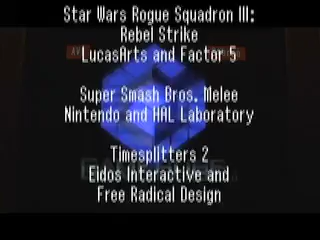 Star Wars Rogue Squadron III:
Rebel Strike
LucasArts and Factor 5
Super Smash Bros. Melee
Nintendo and HAL Laboratory
Timesplitters 2
Eidos Interactive and
Free Radical Design